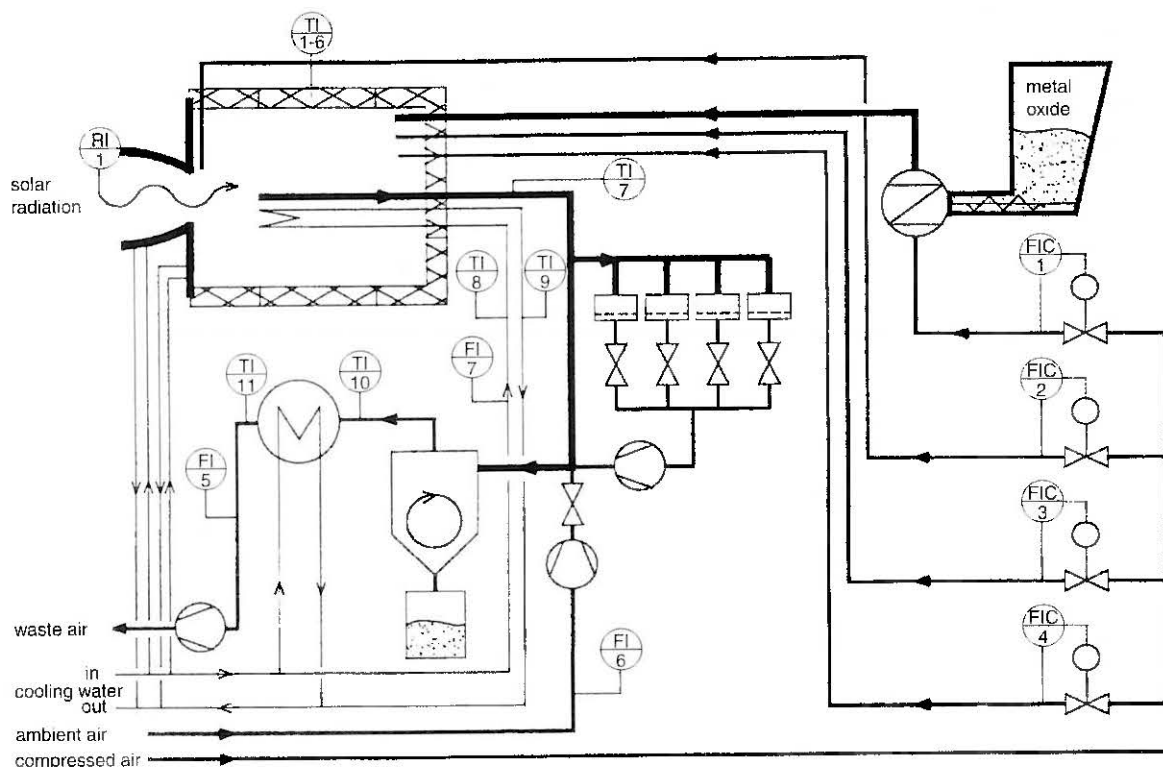 TI
1-6
metal
oxide
RI
1
solar
radiation
TI
7
TI
8
TI
9
FIC
1
FI
7
TI
11
TI
10
FIC
2
FI
5
FIC
3
waste air
FIC
4
FI
6
in
cooling water
out
ambient air
compressed air